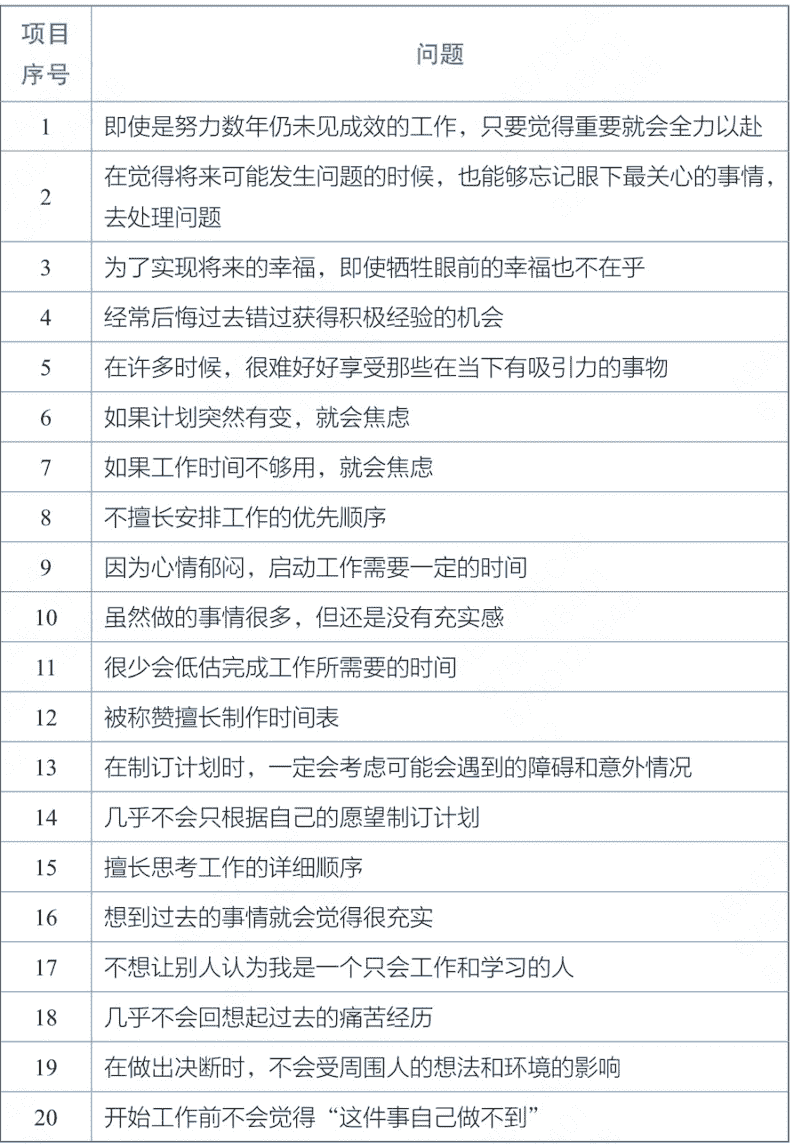 项目
序号
问题
1
即使是努力数年仍未见成效的工作，只要觉得重要就会全力以赴
2
在觉得将来可能发生问题的时候，也能够忘记眼下最关心的事情，
去处理问题
3
为了实现将来的幸福，即使牺牲眼前的幸福也不在乎
4
经常后悔过去错过获得积极经验的机会
5
在许多时候，很难好好享受那些在当下有吸引力的事物
6
如果计划突然有变，就会焦虑
7
如果工作时间不够用，就会焦虑
8
不擅长安排工作的优先顺序
9
因为心情郁闷，启动工作需要一定的时间
10
虽然做的事情很多，但还是没有充实感
11
很少会低估完成工作所需要的时间
12
被称赞擅长制作时间表
13
在制订计划时，一定会考虑可能会遇到的障碍和意外情况
14
几乎不会只根据自己的愿望制订计划
15
擅长思考工作的详细顺序
16
想到过去的事情就会觉得很充实
17
不想让别人认为我是一个只会工作和学习的人
18
几乎不会回想起过去的痛苦经历
19
在做出决断时，不会受周围人的想法和环境的影响
20
开始工作前不会觉得“这件事自己做不到”